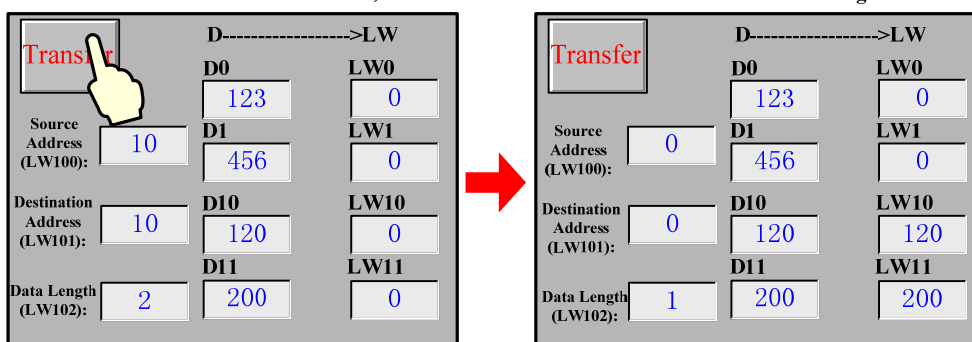 Transfer
D---------------------->LW
D0 LW0
123 0
Source
Address
(LW100):
10
D1 LW1
456 0
Destination
Address
(LW101):
10
D10 LW10
120 0
Data Length
(LW102):
2
D11 LW11
200 0
Transfer
D---------------------->LW
D0 LW0
123 0
Source
Address
(LW100):
0
D1 LW1
456 0
Destination
Address
(LW101):
0
D10 LW10
120 120
Data Length
(LW102):
1
D11 LW11
200 200